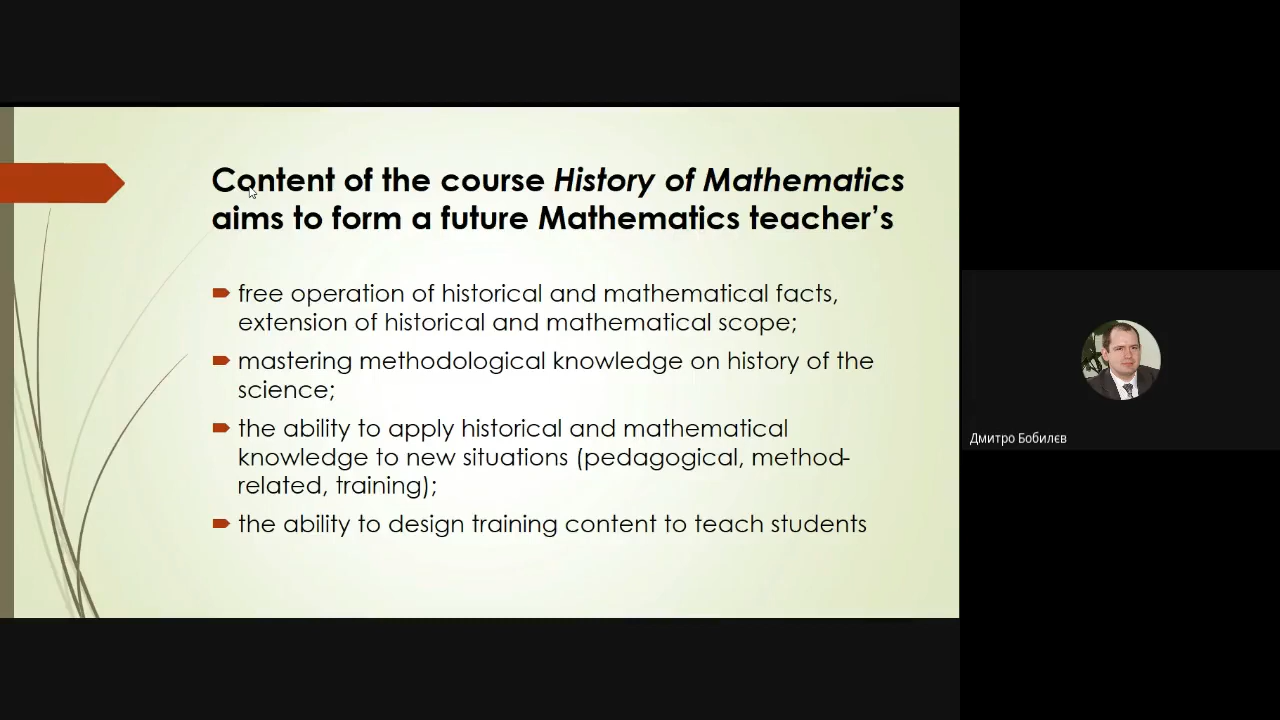 Content of the course History of Mathematics
aims to form a future Mathematics teacher’s
free operation of historical and mathematical facts,
extension of historical and mathematical scope;
mastering methodological knowledge on history of the
science;
the ability to apply historical and mathematical
knowledge to new situations (pedagogical, method-
related, training);
the ability to design training content to teach students
Дмитро Бобилєв